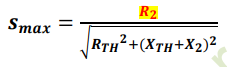 s_max = R_2 / √(R_TH^2+(X_TH+X_2)^2)